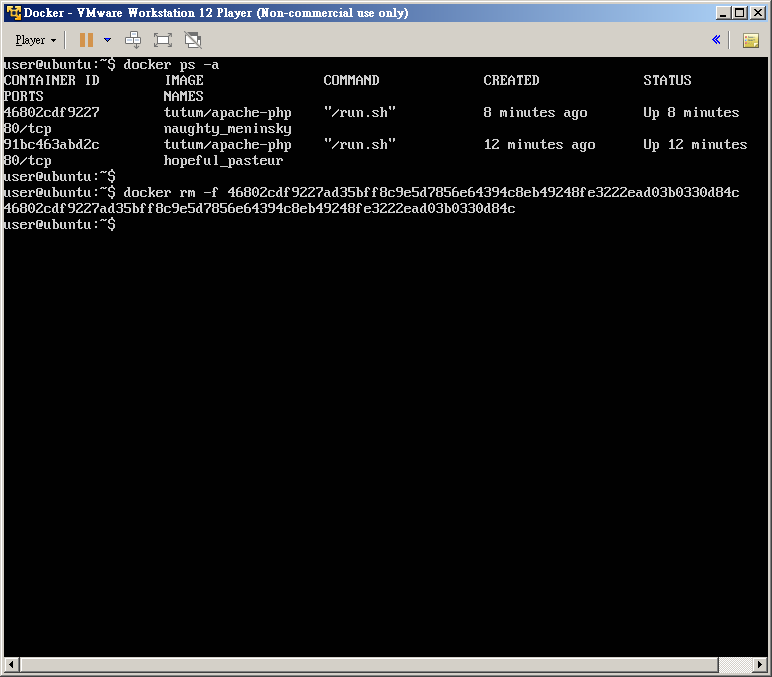 Docker - VMware Workstation 12 Player (Non-commercial use only)
Player
user@ubuntu:~$ docker ps -a
CONTAINER ID        IMAGE               COMMAND             CREATED             STATUS
PORTS               NAMES
46802cdf9227        tutum/apache-php    "/run.sh"           8 minutes ago       Up 8 minutes
80/tcp              naughty_meninsky
91bc463abd2c        tutum/apache-php    "/run.sh"           12 minutes ago      Up 12 minutes
80/tcp              hopeful_pasteur
user@ubuntu:~$
user@ubuntu:~$ docker rm -f 46802cdf9227ad35bff8c9e5d7856e64394c8eb49248fe3222ead03b0330d84c
46802cdf9227ad35bff8c9e5d7856e64394c8eb49248fe3222ead03b0330d84c
user@ubuntu:~$